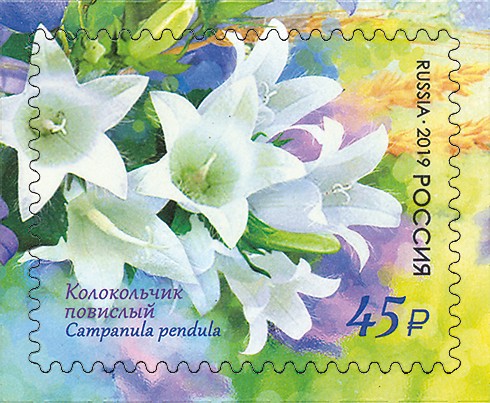 RUSSIA • 2019 РОССИЯ
Колокольчик
повислый
Campanula pendula
45₽